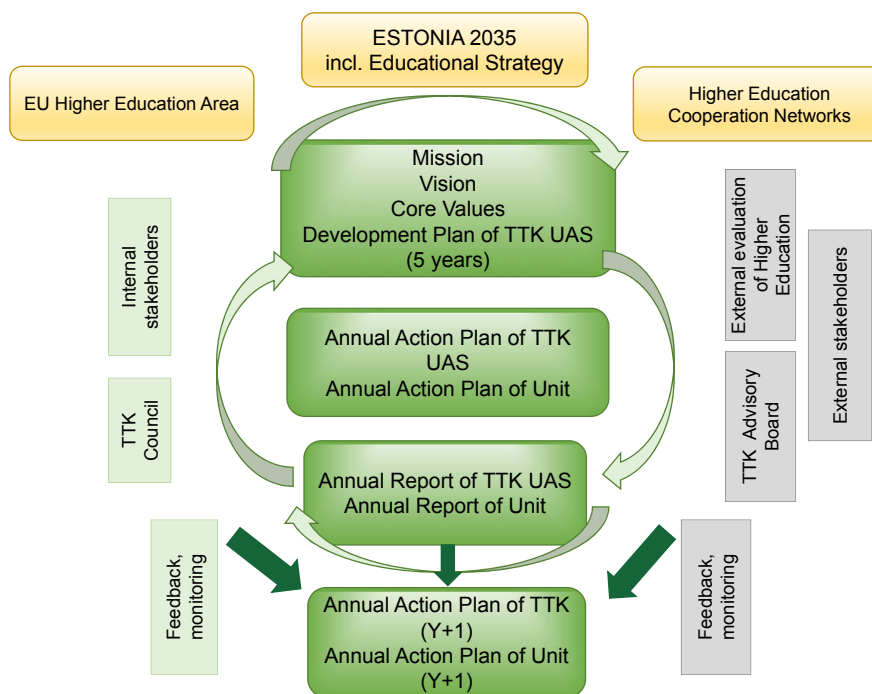 ESTONIA 2035
incl. Educational Strategy
EU Higher Education Area
Higher Education
Cooperation Networks
Mission
Vision
Core Values
Development Plan of TTK UAS
(5 years)
Internal
stakeholders
TTK
Council
External evaluation
of Higher
Education
TTK Advisory
Board
External stakeholders
Annual Action Plan of TTK
UAS
Annual Action Plan of Unit
Annual Report of TTK UAS
Annual Report of Unit
Feedback,
monitoring
Annual Action Plan of TTK
(Y+1)
Annual Action Plan of Unit
(Y+1)
Feedback,
monitoring